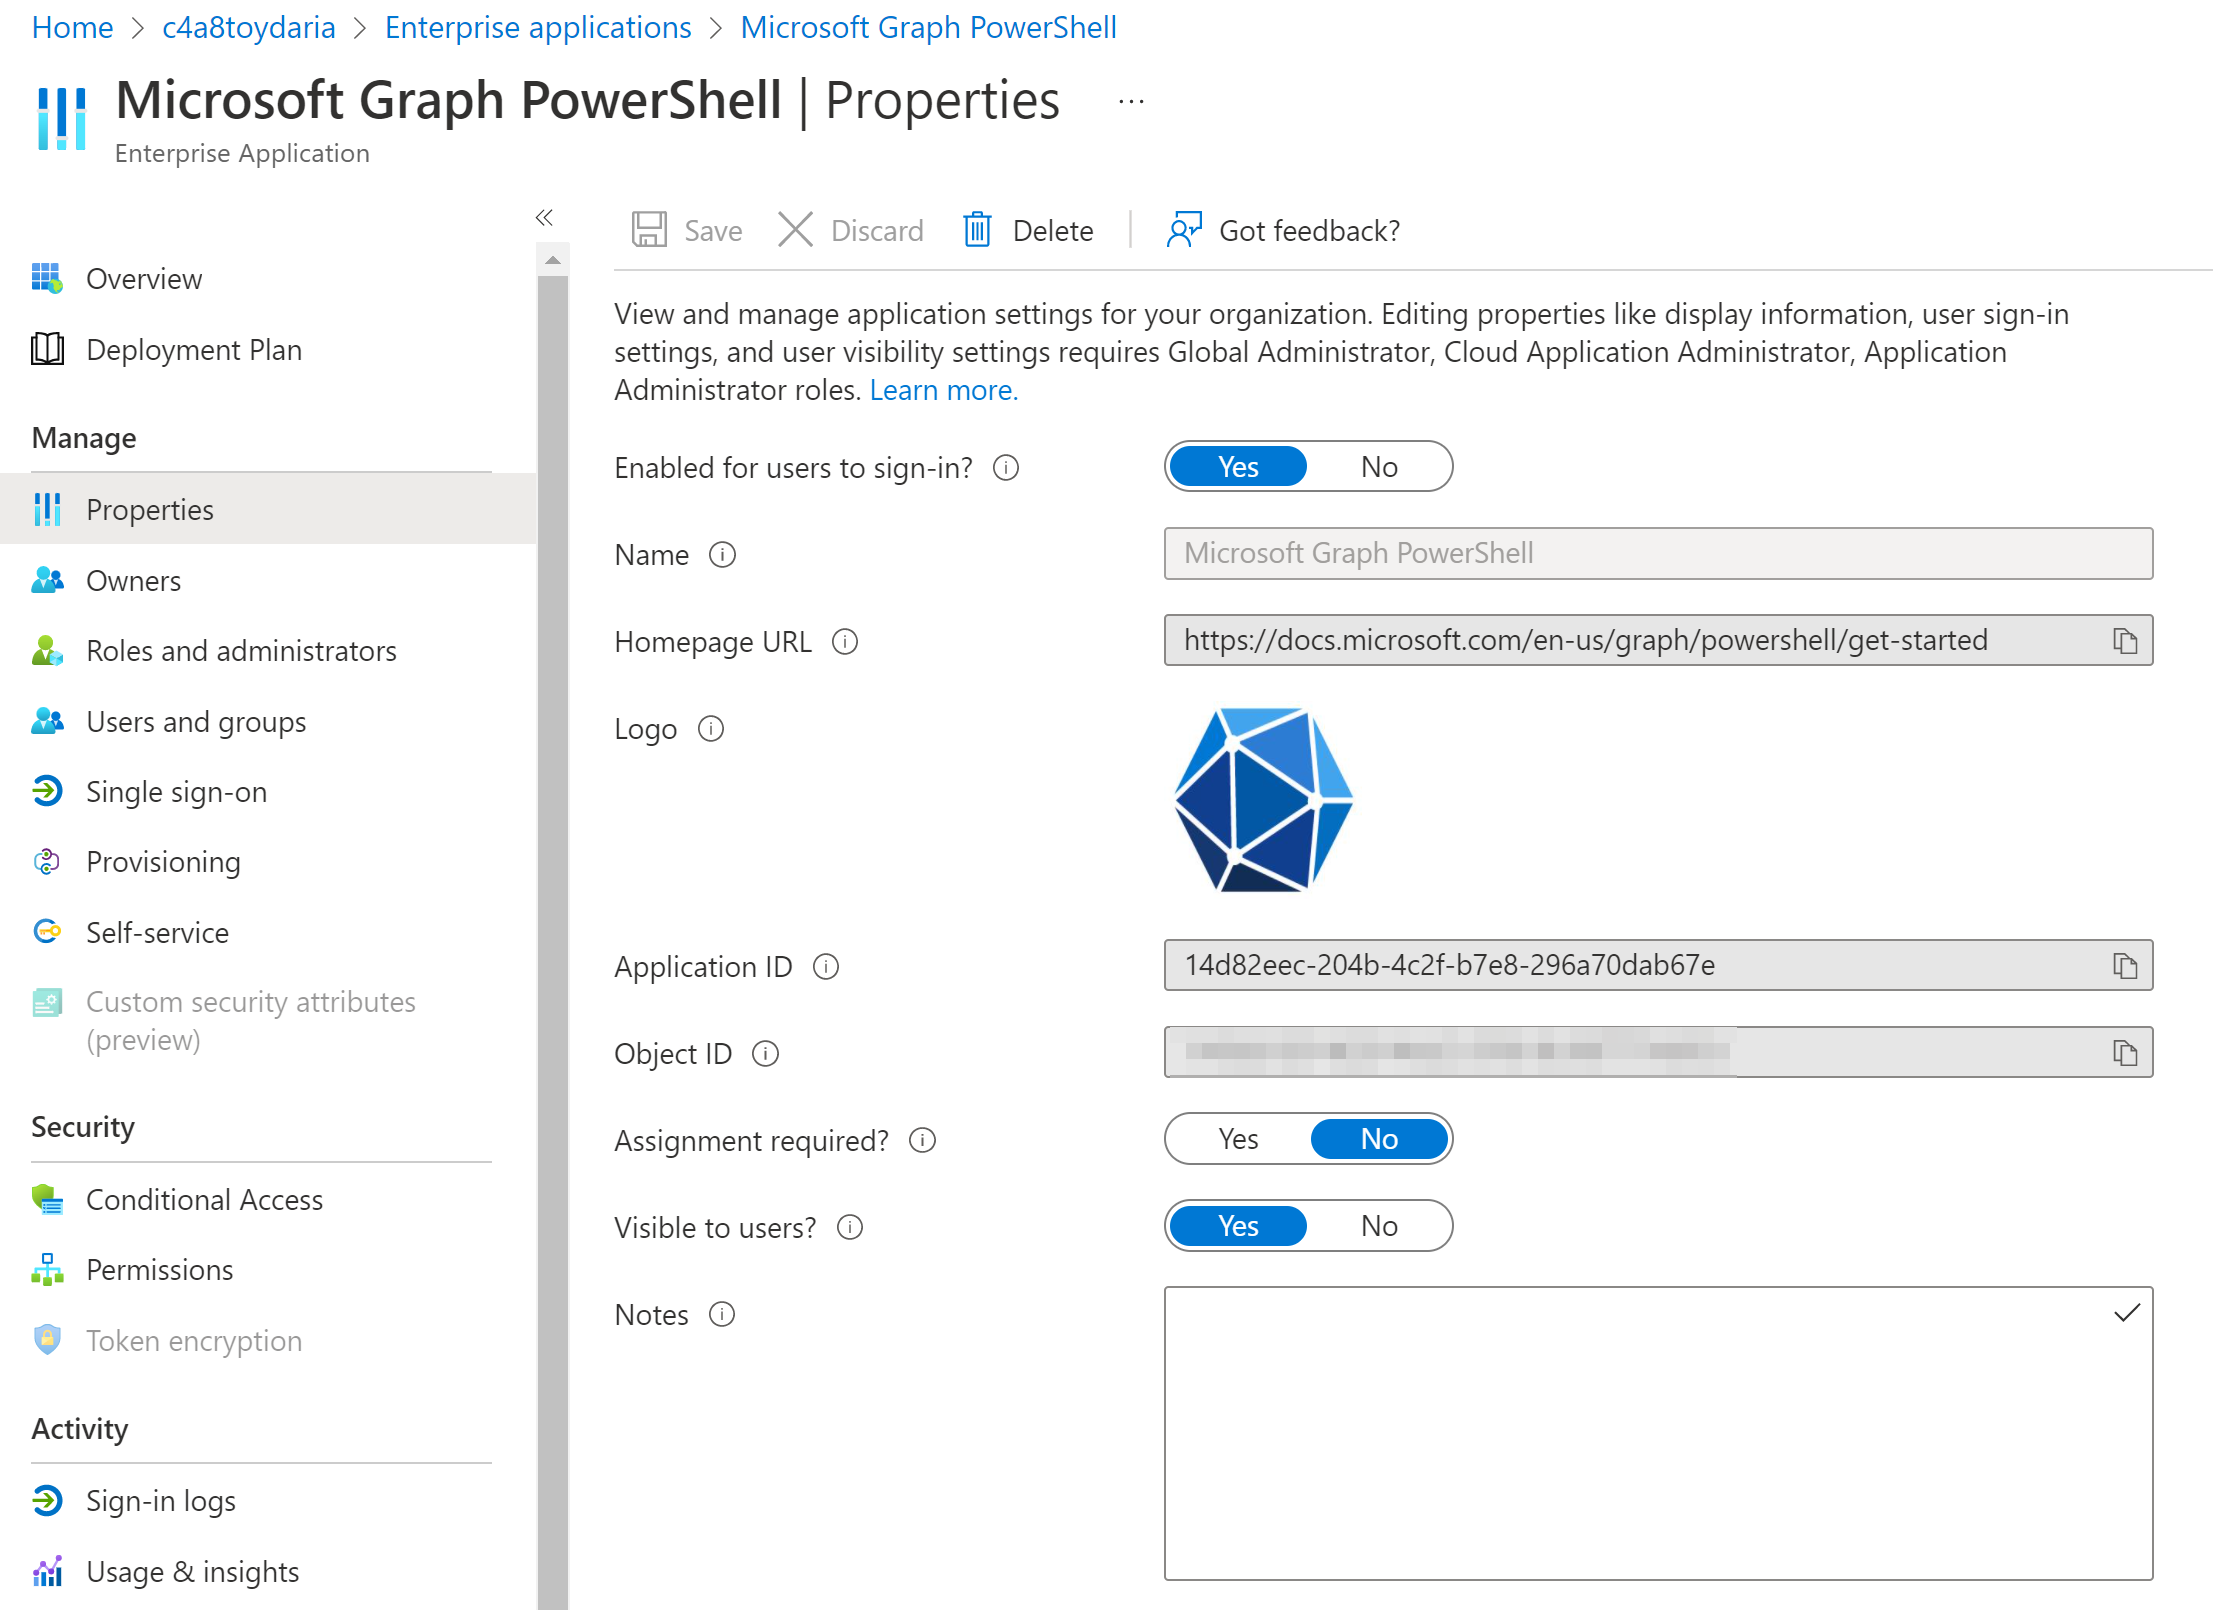 Home > c4a8toydaria > Enterprise applications > Microsoft Graph PowerShell
Microsoft Graph PowerShell | Properties ...
Enterprise Application
Overview
Deployment Plan
Manage
Properties
Owners
Roles and administrators
Users and groups
Single sign-on
Provisioning
Self-service
Custom security attributes
(preview)
Security
Conditional Access
Permissions
Token encryption
Activity
Sign-in logs
Usage & insights
Save Discard Delete Got feedback?
View and manage application settings for your organization. Editing properties like display information, user sign-in
settings, and user visibility settings requires Global Administrator, Cloud Application Administrator, Application
Administrator roles. Learn more.
Enabled for users to sign-in? Yes No
Name Microsoft Graph PowerShell
Homepage URL https://docs.microsoft.com/en-us/graph/powershell/get-started
Logo
Application ID 14d82eec-204b-4c2f-b7e8-296a70dab67e
Object ID
Assignment required? Yes No
Visible to users? Yes No
Notes